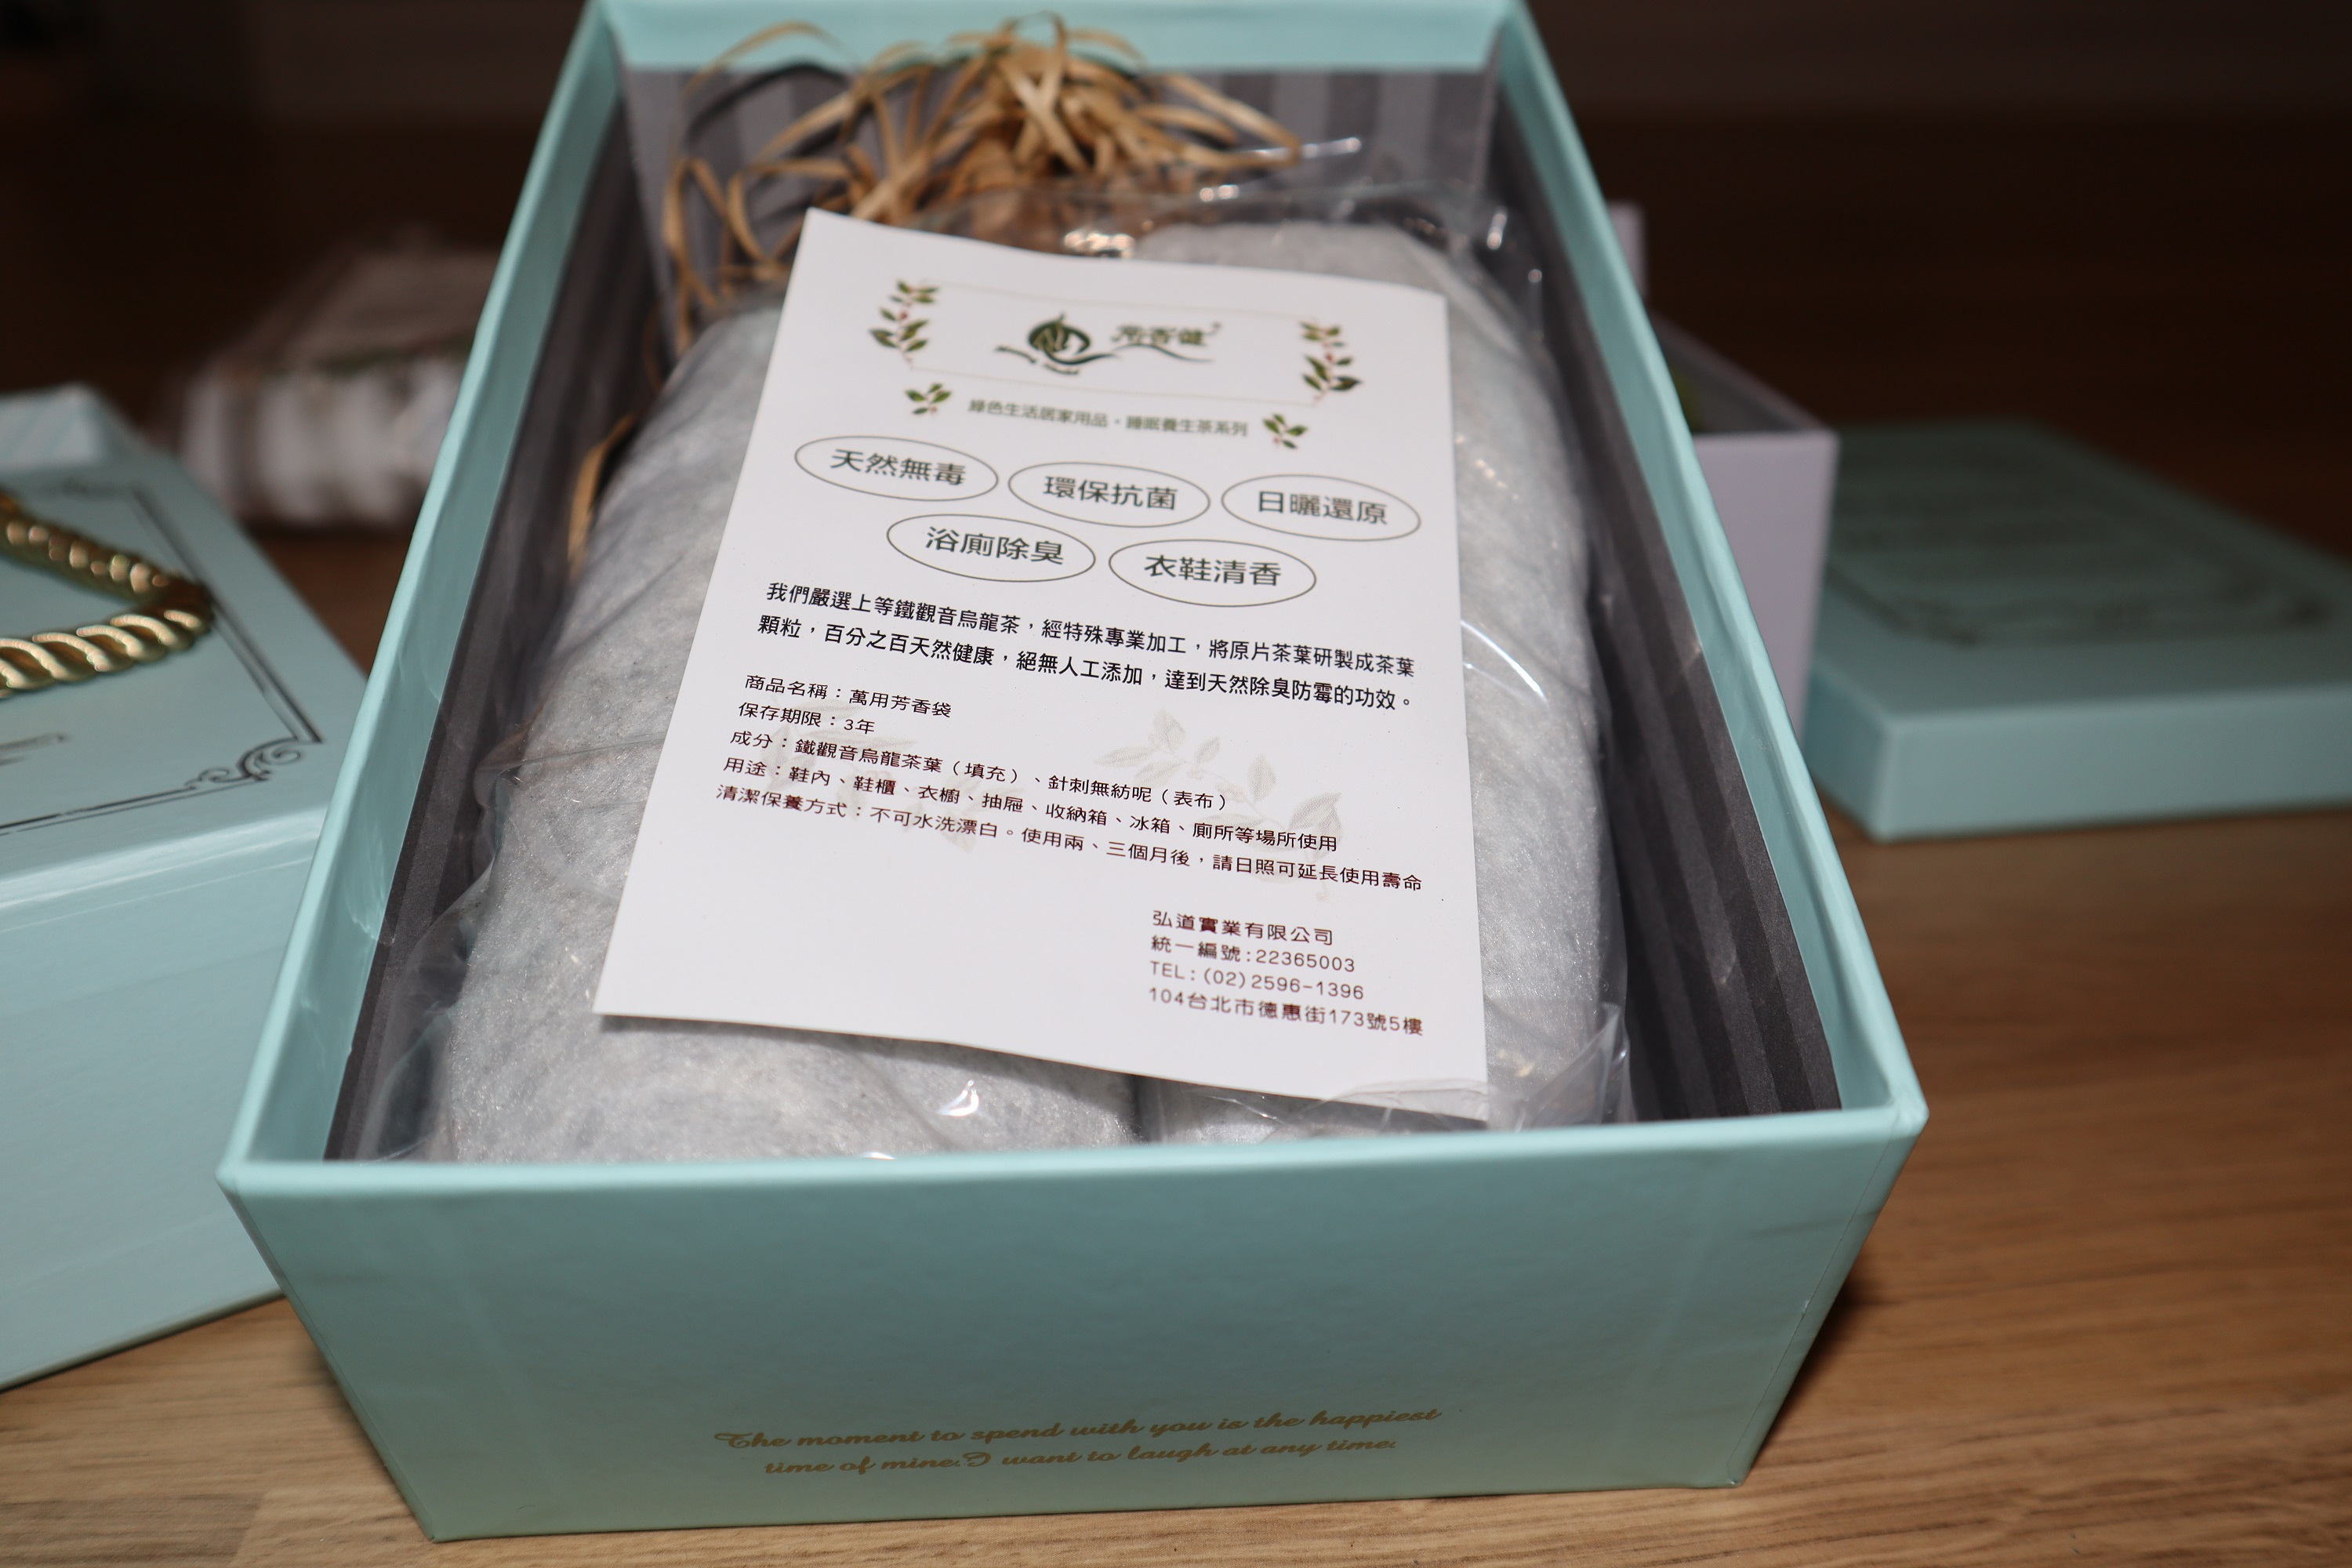 綠色生活居家用品。睡眠養生茶系列
天然無毒
環保抗菌
日曬還原
浴廁除臭
衣鞋清香
我們嚴選上等鐵觀音烏龍茶，經特殊專業加工，將原片茶葉研製成茶葉
顆粒，百分之百天然健康，絕無人工添加，達到天然除臭防霉的功效。
商品名稱：萬用芳香袋
保存期限：3年
成分：鐵觀音烏龍茶葉（填充）、針刺無紡呢（表布）
用途：鞋內、鞋櫃、衣櫥、抽屜、收納箱、冰箱、廁所等場所使用
清潔保養方式：不可水洗漂白。使用兩、三個月後，請日照可延長使用壽命
弘道實業有限公司
統一編號:22365003
TEL:(02)2596-1396
104台北市德惠街173號5樓
The moment to spend with you is the happiest
time of mine.I want to laugh at any time.